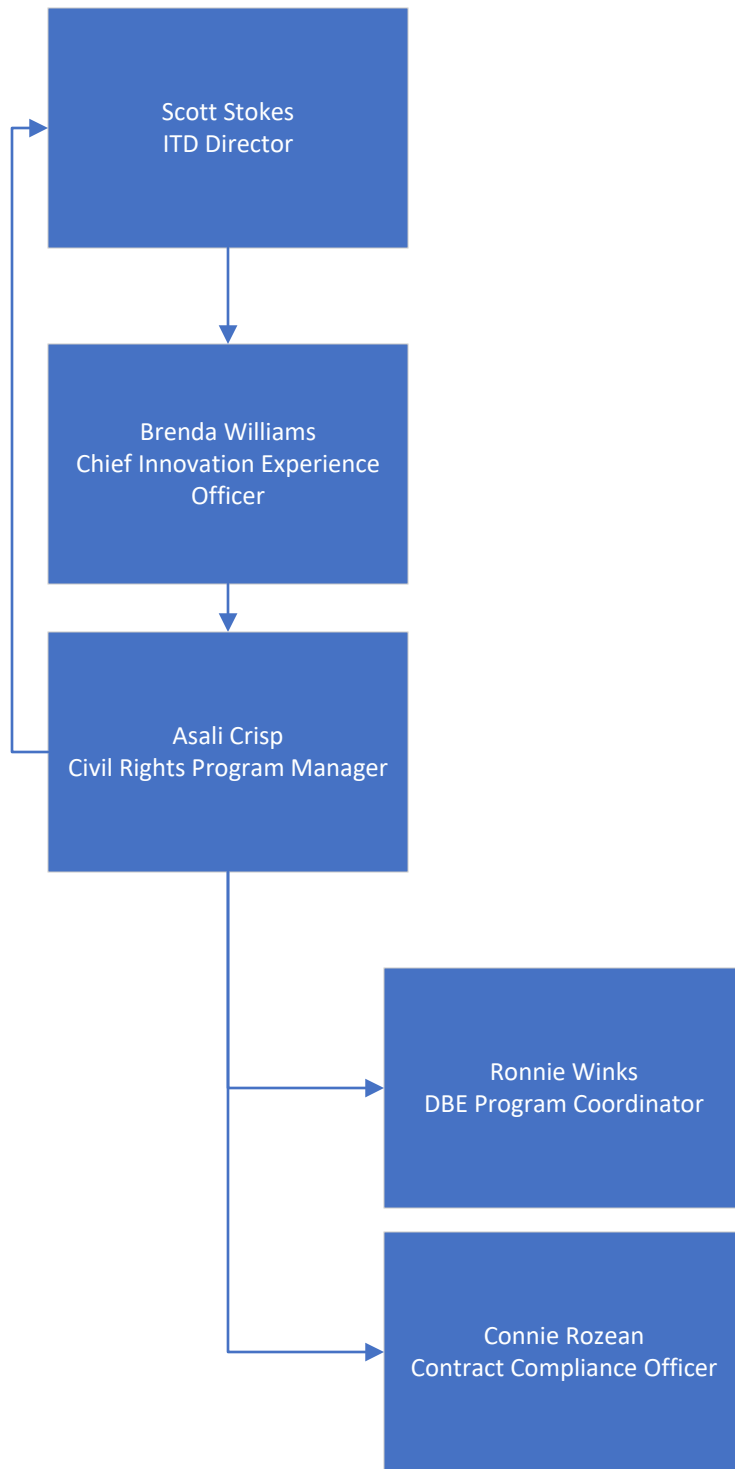 Scott Stokes
ITD Director
Brenda Williams
Chief Innovation Experience
Officer
Asali Crisp
Civil Rights Program Manager
Ronnie Winks
DBE Program Coordinator
Connie Rozean
Contract Compliance Officer